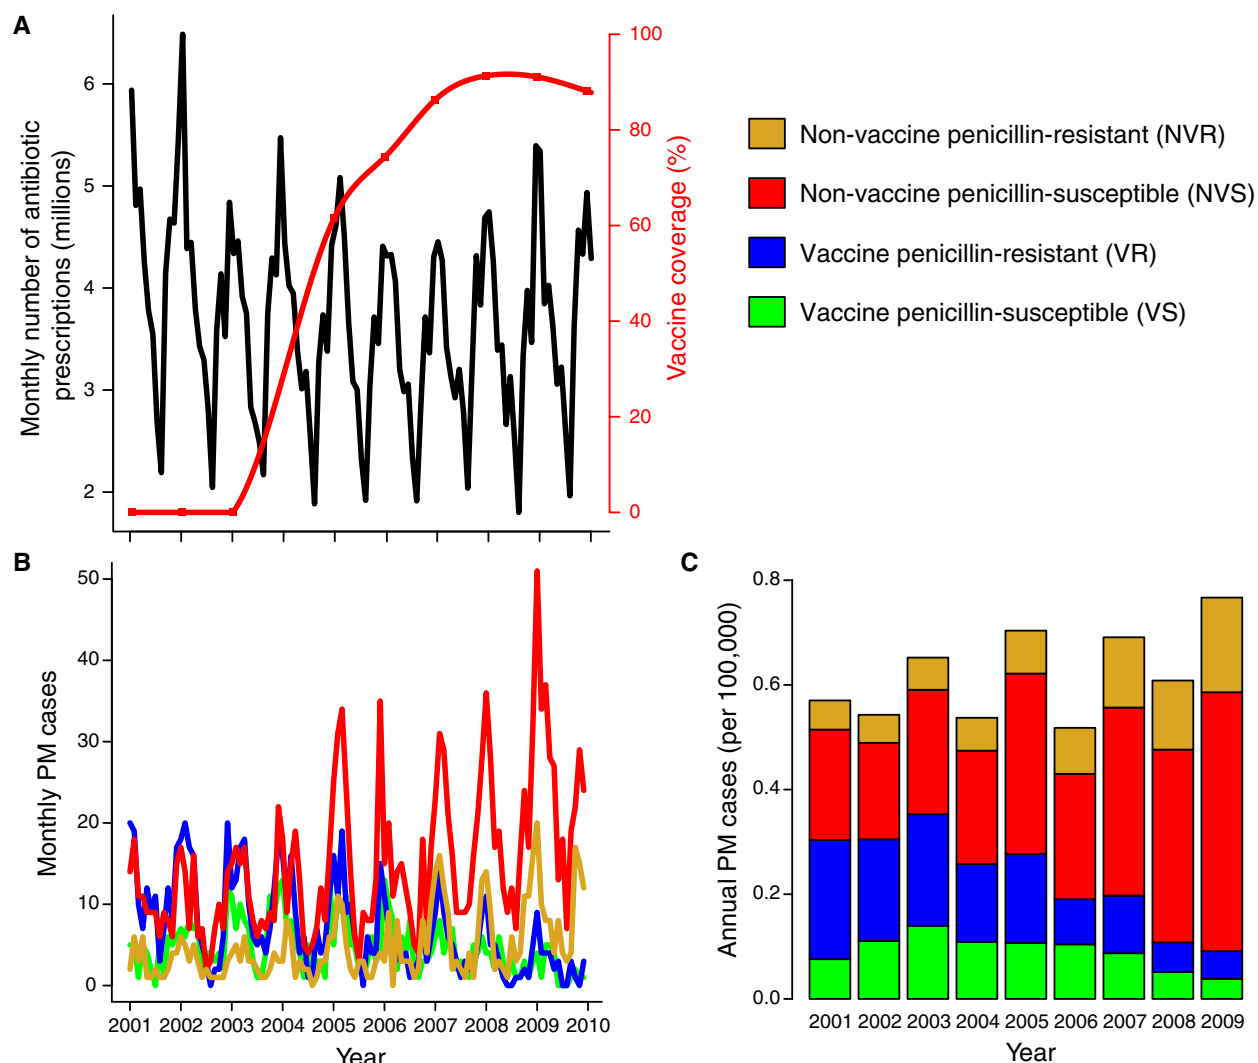 A
Monthly number of antibiotic
prescriptions (millions)
6
5
4
3
2
100
80
60
40
20
0
Vaccine coverage (%)
Non-vaccine penicillin-resistant (NVR)
Non-vaccine penicillin-susceptible (NVS)
Vaccine penicillin-resistant (VR)
Vaccine penicillin-susceptible (VS)
B
Monthly PM cases
50
40
30
20
10
0
2001 2002 2003 2004 2005 2006 2007 2008 2009 2010
Year
C
Annual PM cases (per 100,000)
0.8
0.6
0.4
0.2
0.0
2001 2002 2003 2004 2005 2006 2007 2008 2009
Year